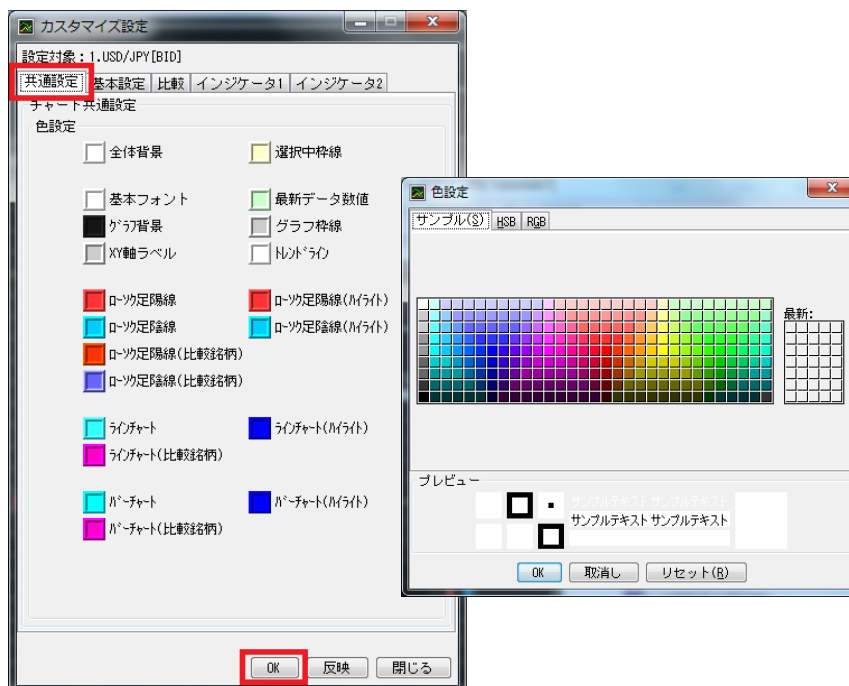 カスタマイズ設定
設定対象：1.USD/JPY[BID]
共通設定 基本設定 比較 インジケータ1 インジケータ2
チャート共通設定
色設定
全体背景 選択中枠線
基本フォント 最新データ数値
グラフ背景 グラフ枠線
XY軸ラベル トレンドライン
ローソク足陽線 ローソク足陽線(ハイライト)
ローソク足陰線 ローソク足陰線(ハイライト)
ローソク足陽線(比較銘柄)
ローソク足陰線(比較銘柄)
ラインチャート ラインチャート(ハイライト)
ラインチャート(比較銘柄)
バーチャート バーチャート(ハイライト)
バーチャート(比較銘柄)
OK 反映 閉じる
色設定
サンプル(S) HSB RGB
最新:
プレビュー
サンプルテキスト サンプルテキスト
サンプルテキスト サンプルテキスト
OK 取消し リセット(R)